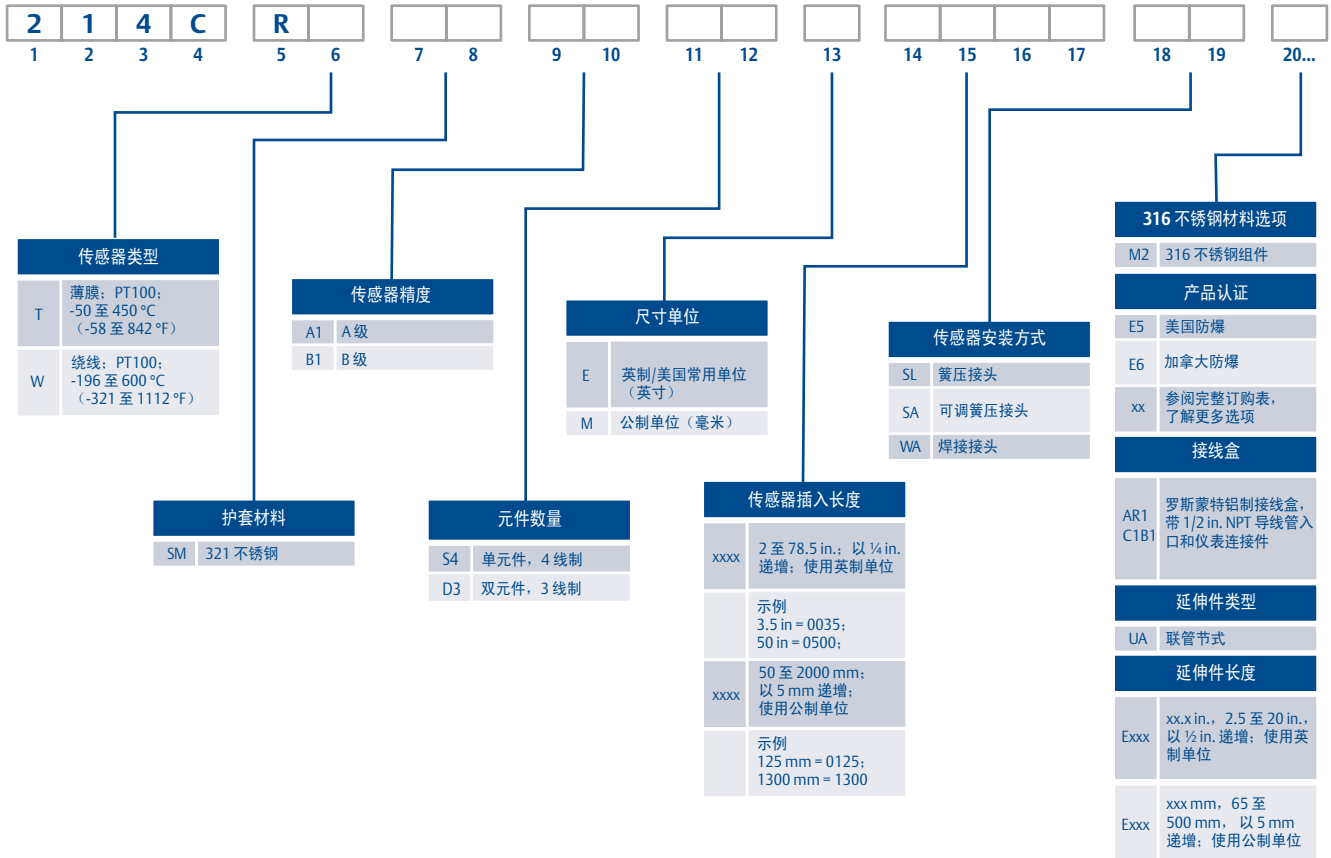 2 1 4 C R
1 2 3 4 5 6 7 8 9 10 11 12 13 14 15 16 17 18 19 20...
传感器类型
T 薄膜；PT100；
-50 至 450 °C
（-58 至 842 °F）
W 绕线；PT100；
-196 至 600 °C
（-321 至 1112 °F）
护套材料
SM 321 不锈钢
传感器精度
A1 A 级
B1 B 级
元件数量
S4 单元件，4 线制
D3 双元件，3 线制
尺寸单位
E 英制/美国常用单位
（英寸）
M 公制单位（毫米）
传感器插入长度
xxxx 2 至 78.5 in.；以 ¼ in.
递增；使用英制单位
示例
3.5 in = 0035；
50 in = 0500；
xxxx 50 至 2000 mm；
以 5 mm 递增；
使用公制单位
示例
125 mm = 0125；
1300 mm = 1300
传感器安装方式
SL 簧压接头
SA 可调簧压接头
WA 焊接接头
316 不锈钢材料选项
M2 316 不锈钢组件
产品认证
E5 美国防爆
E6 加拿大防爆
xx 参阅完整订购表，
了解更多选项
接线盒
AR1 C1B1 罗斯蒙特铝制接线盒，
带 1/2 in. NPT 导线管入
口和仪表连接件
延伸件类型
UA 联管节式
延伸件长度
Exxx xx.x in.，2.5 至 20 in.，
以 ½ in. 递增；使用英
制单位
Exxx xxx mm，65 至
500 mm， 以 5 mm
递增；使用公制单位